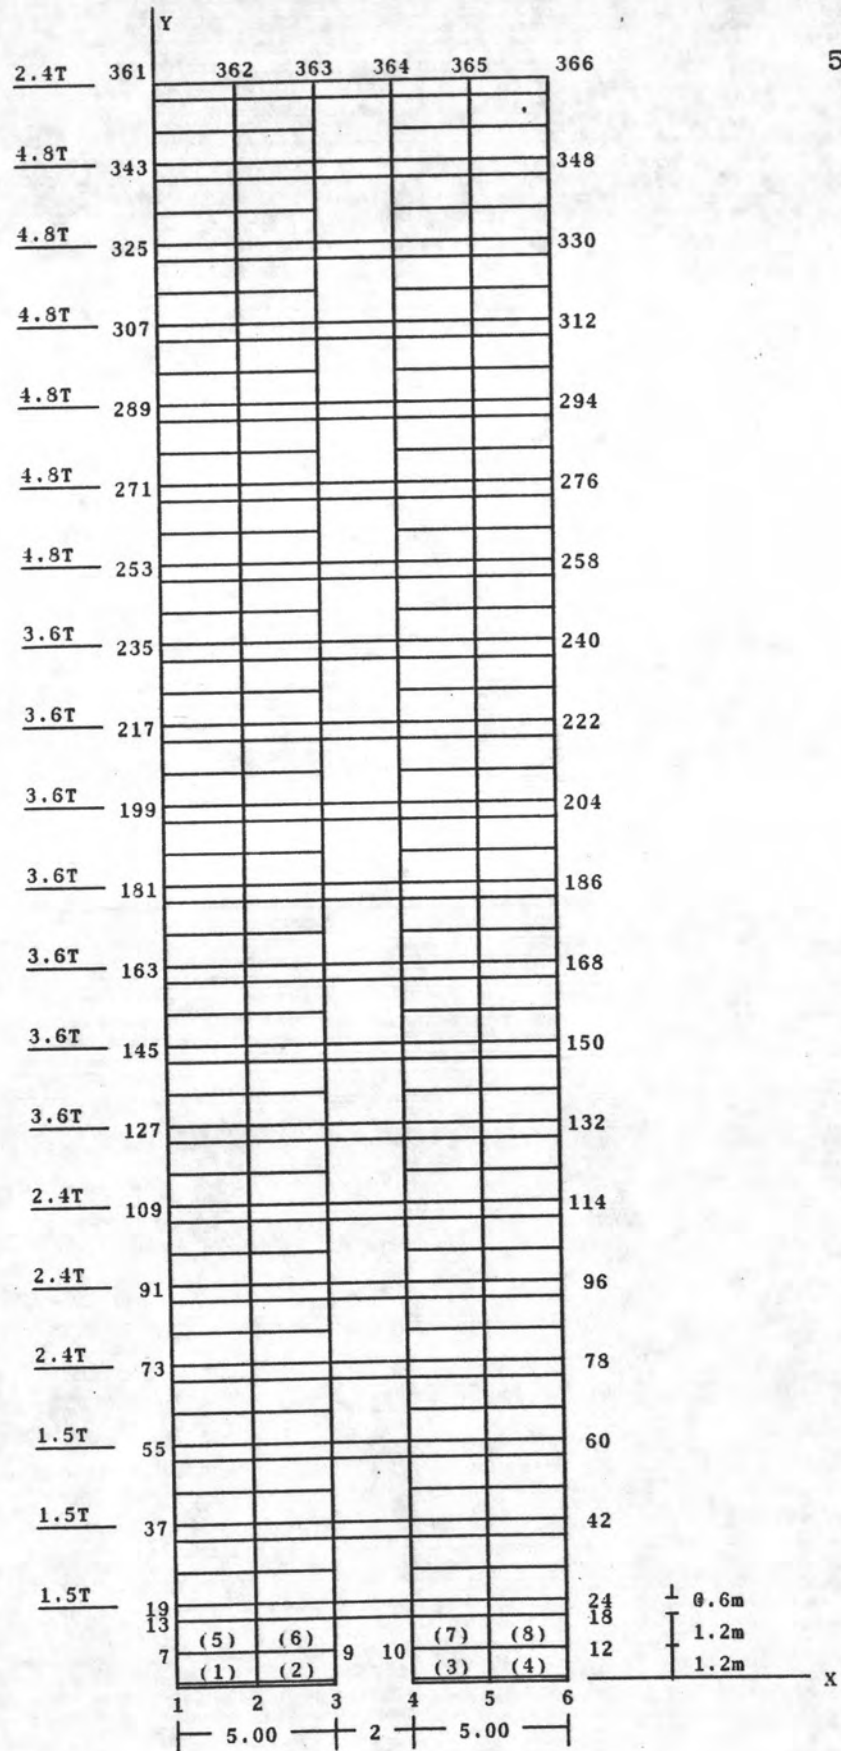 Y
5
2.4T 361 362 363 364 365 366
4.8T 343 348
4.8T 325 330
4.8T 307 312
4.8T 289 294
4.8T 271 276
4.8T 253 258
3.6T 235 240
3.6T 217 222
3.6T 199 204
3.6T 181 186
3.6T 163 168
3.6T 145 150
3.6T 127 132
2.4T 109 114
2.4T 91 96
2.4T 73 78
1.5T 55 60
1.5T 37 42
1.5T 19 24 0.6m
13 18
(5) (6) (7) (8) 1.2m
7 9 10 12
(1) (2) (3) (4) 1.2m
X
1 2 3 4 5 6
5.00 2 5.00